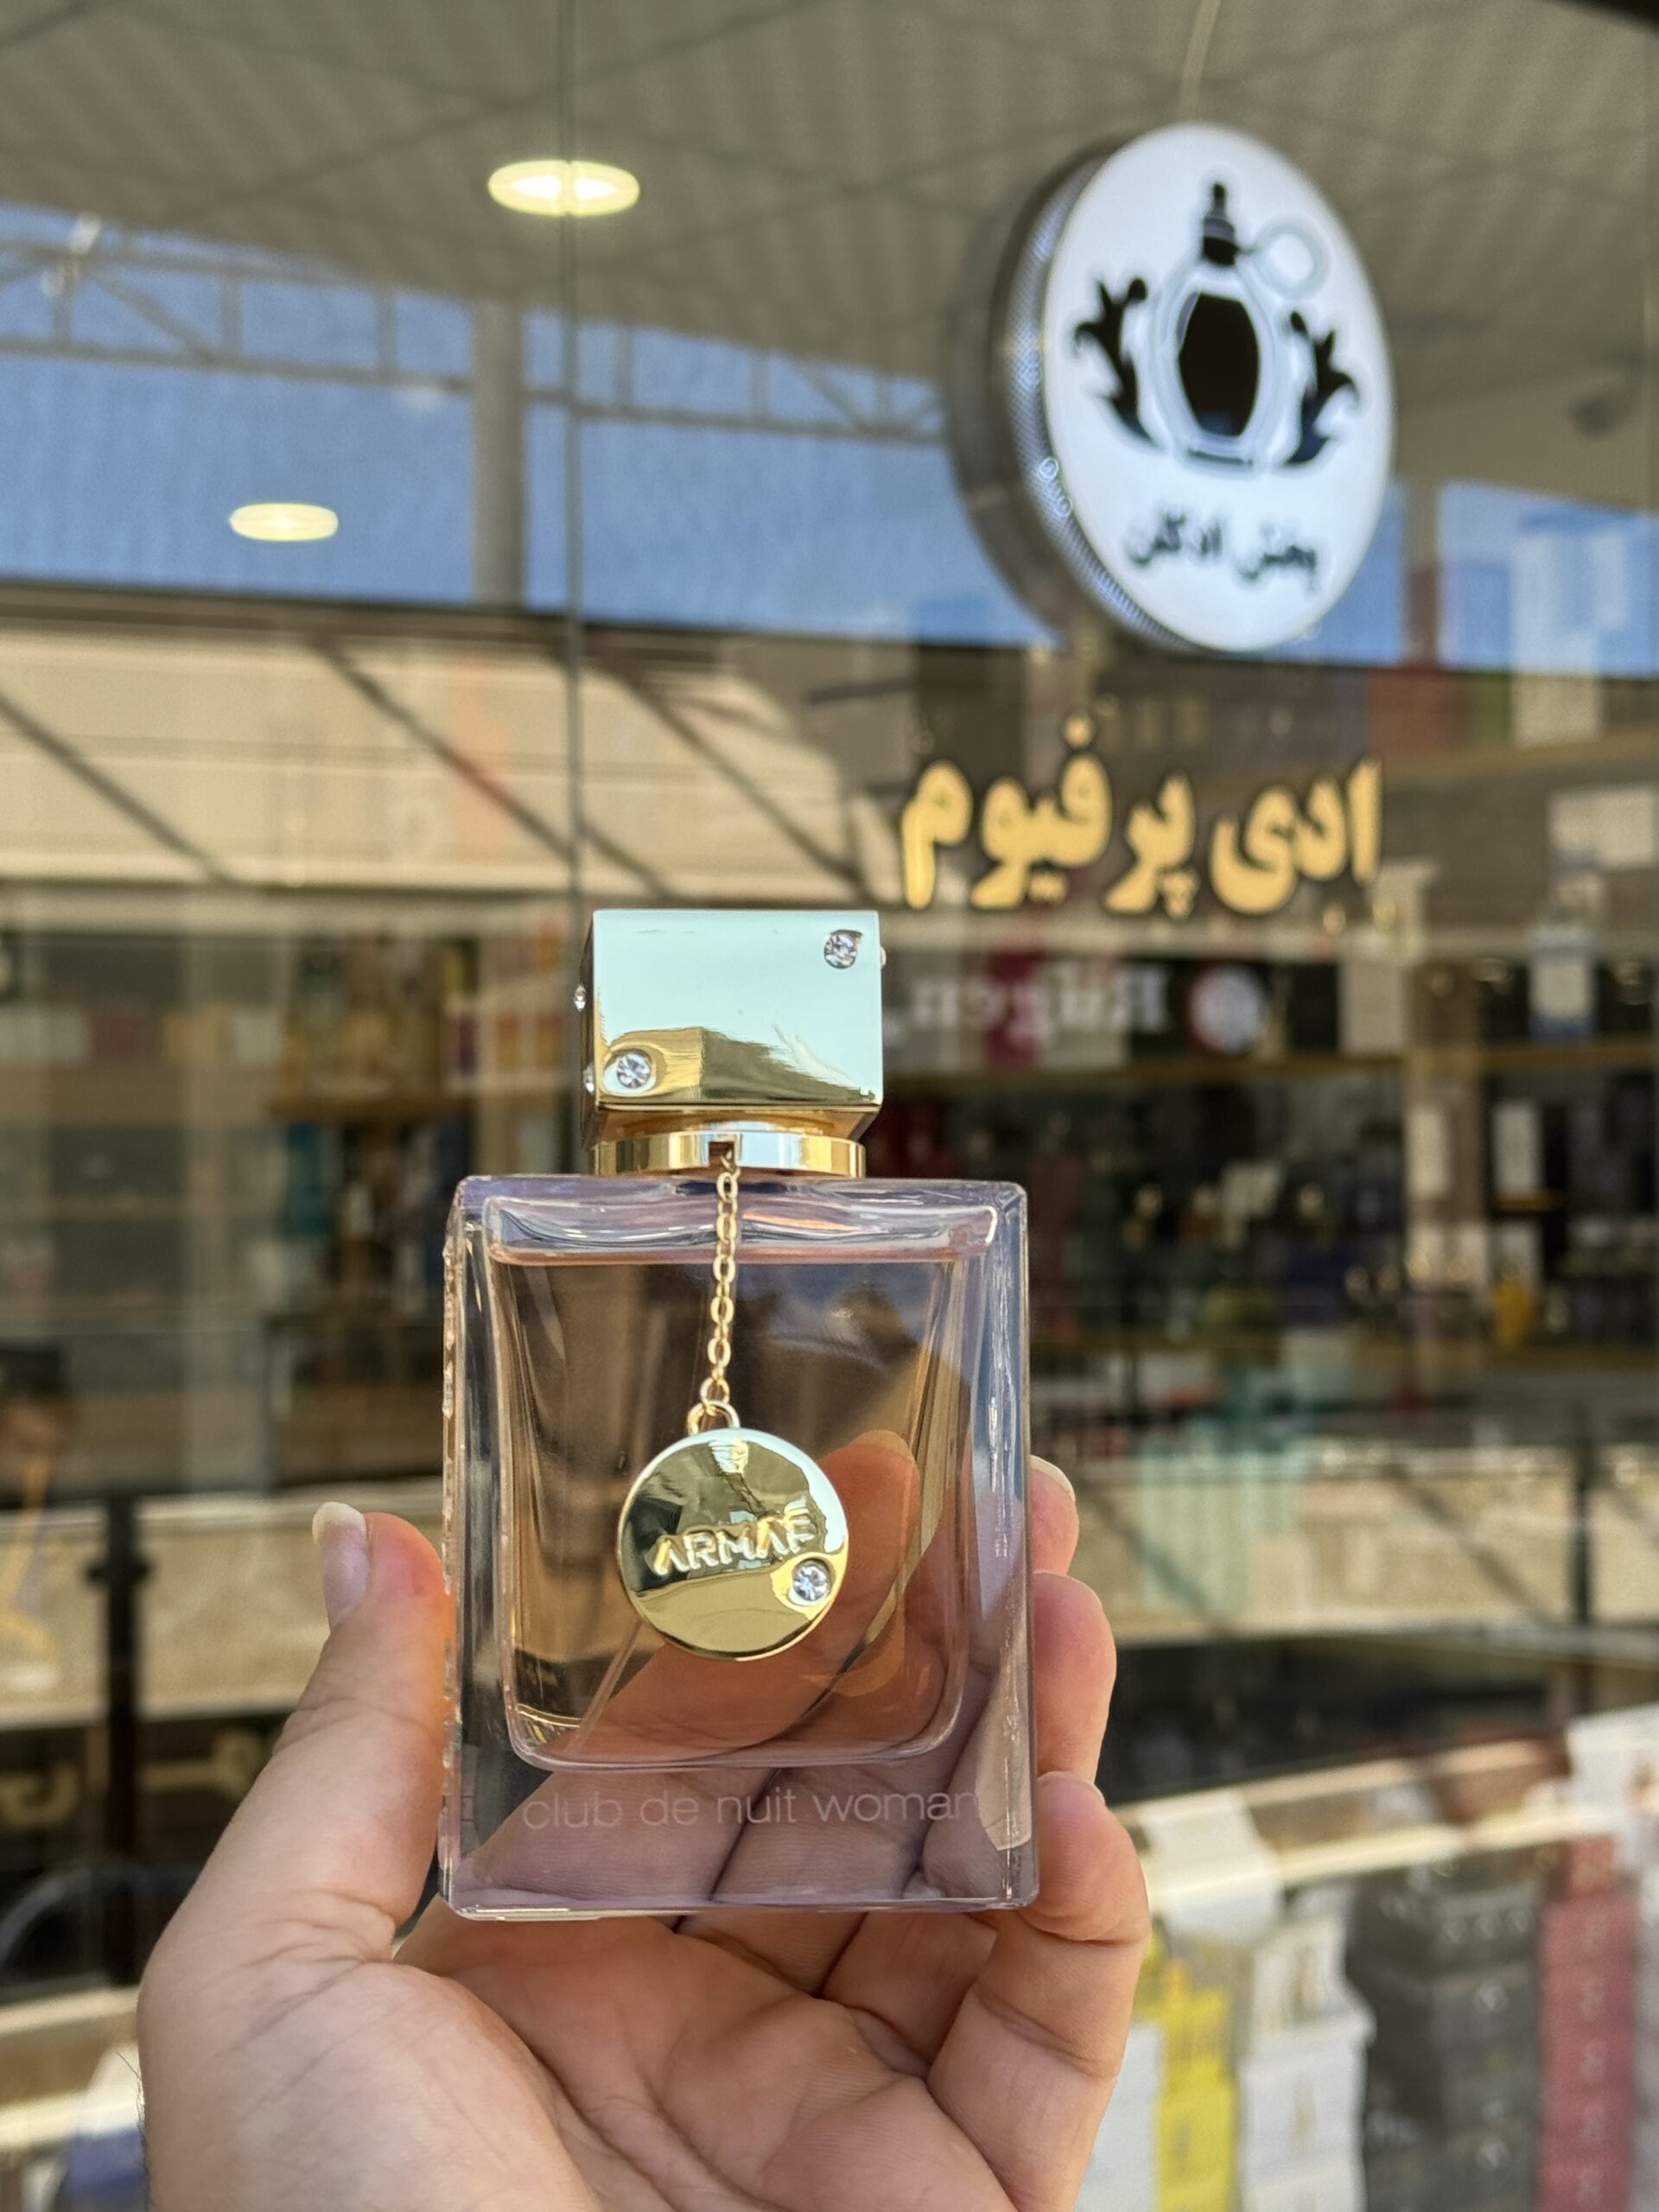 پخش ادکلن
ادی پرفیوم
ARMAF
club de nuit woman